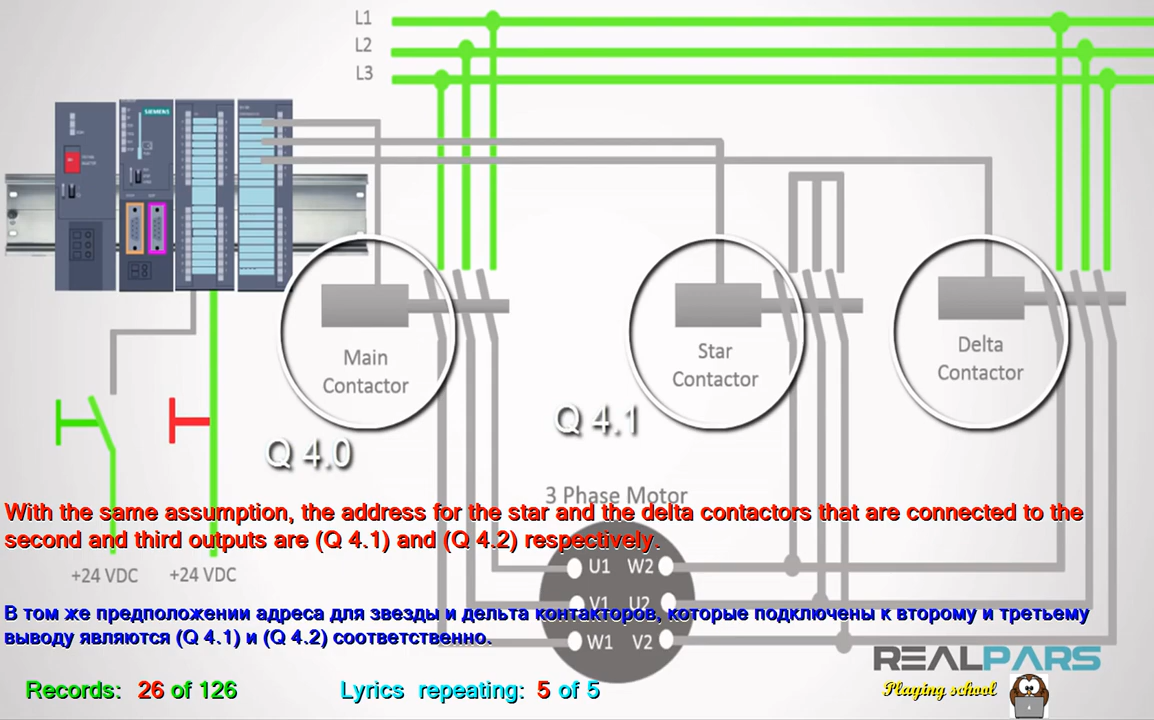 L1
L2
L3
SIEMENS
Main
Contactor
Star
Contactor
Delta
Contactor
Q 4.0
Q 4.1
3 Phase Motor
With the same assumption, the address for the star and the delta contactors that are connected to the
second and third outputs are (Q 4.1) and (Q 4.2) respectively.
U1 W2
+24 VDC +24 VDC
V1 U2
В том же предположении адреса для звезды и дельта контакторов, которые подключены к второму и третьему
выводу являются (Q 4.1) и (Q 4.2) соответственно.
W1 V2
REALPARS
Records: 26 of 126 Lyrics repeating: 5 of 5
Playing school